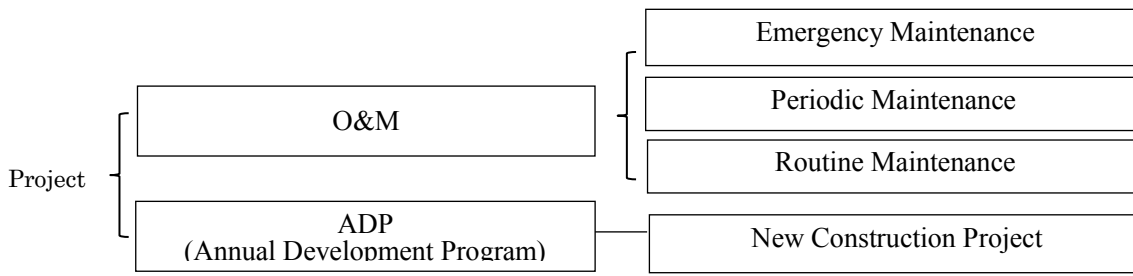 Project
O&M
Emergency Maintenance
Periodic Maintenance
Routine Maintenance
ADP
(Annual Development Program)
New Construction Project